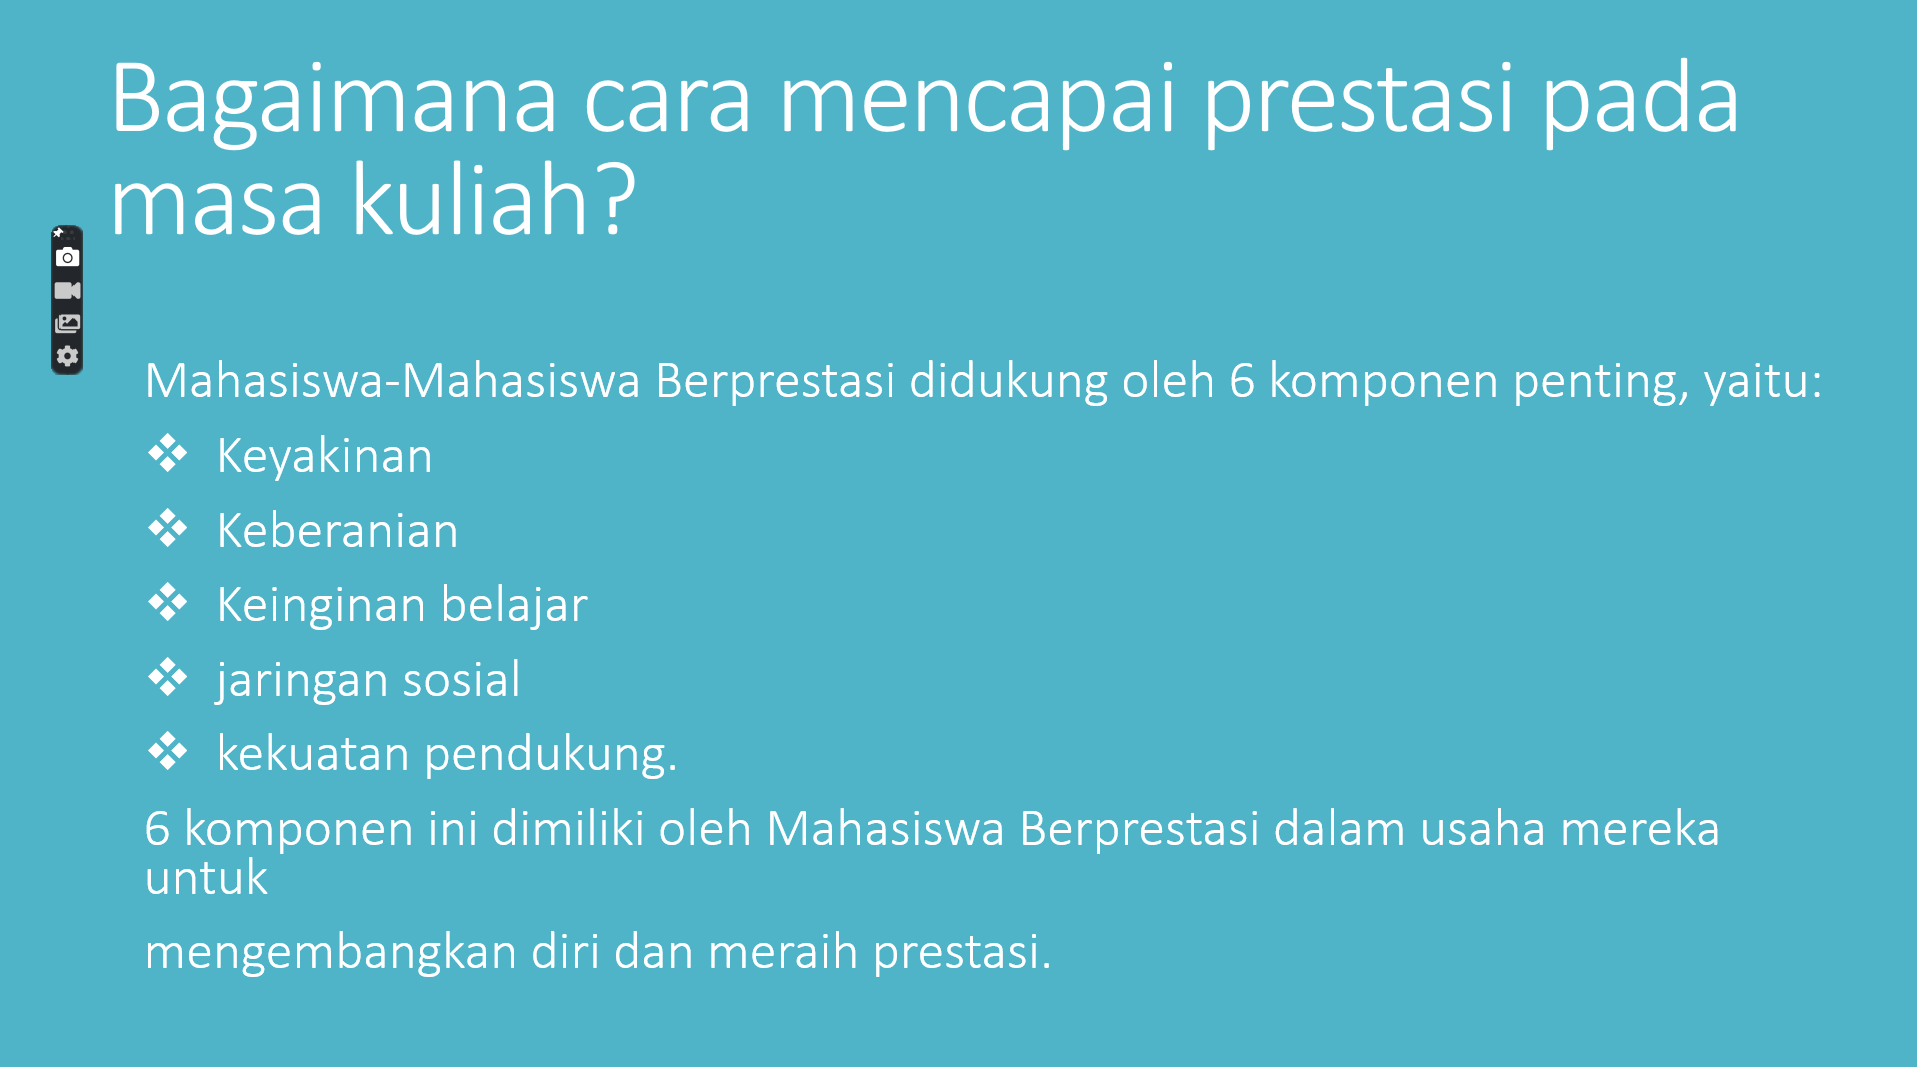 Bagaimana cara mencapai prestasi pada
masa kuliah?
Mahasiswa-Mahasiswa Berprestasi didukung oleh 6 komponen penting, yaitu:
❖ Keyakinan
❖ Keberanian
❖ Keinginan belajar
❖ jaringan sosial
❖ kekuatan pendukung.
6 komponen ini dimiliki oleh Mahasiswa Berprestasi dalam usaha mereka
untuk
mengembangkan diri dan meraih prestasi.